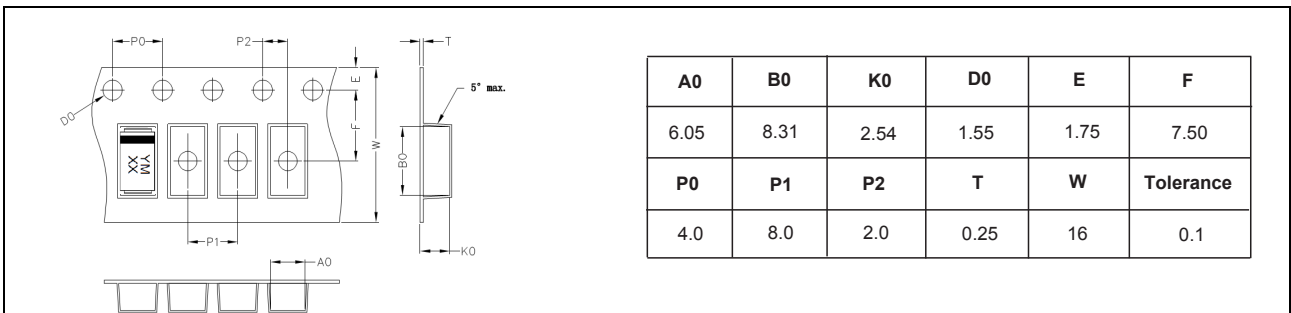 P0
P2
T
E
5° max.
D0
F
W
B0
YM
XX
P1
K0
A0
A0 B0 K0 D0 E F
6.05 8.31 2.54 1.55 1.75 7.50
P0 P1 P2 T W Tolerance
4.0 8.0 2.0 0.25 16 0.1